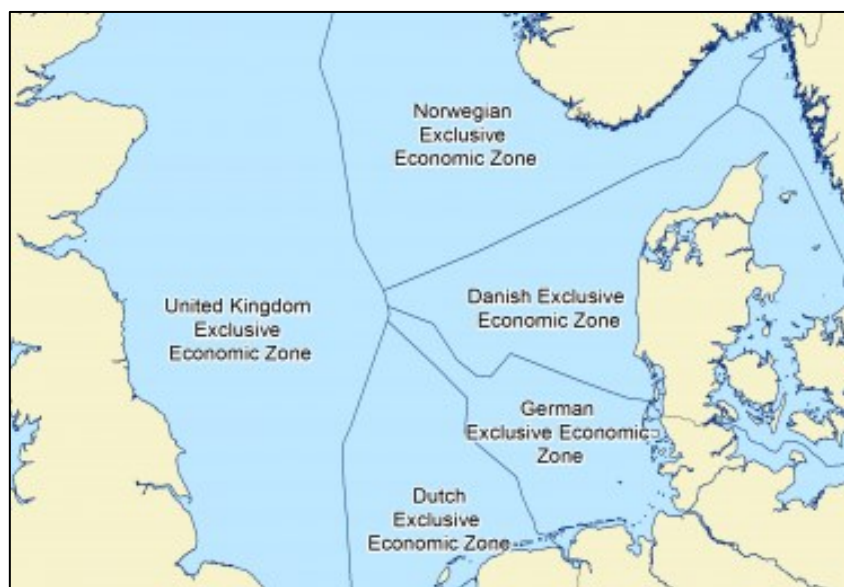 Norwegian
Exclusive
Economic Zone
United Kingdom
Exclusive
Economic Zone
Danish Exclusive
Economic Zone
German
Exclusive Economic
Zone
Dutch
Exclusive
Economic Zone